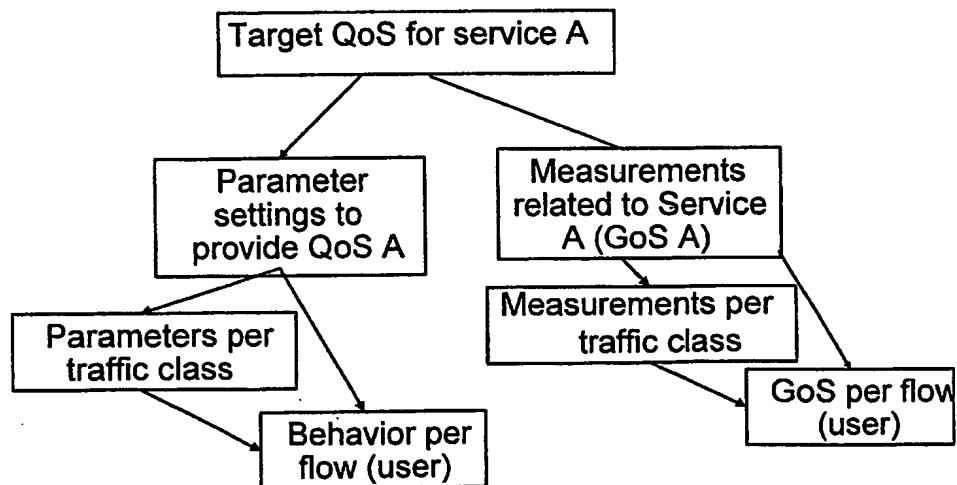 Target QoS for service A
Parameter
settings to
provide QoS A
Measurements
related to Service
A (GoS A)
Parameters per
traffic class
Measurements per
traffic class
Behavior per
flow (user)
GoS per flow
(user)